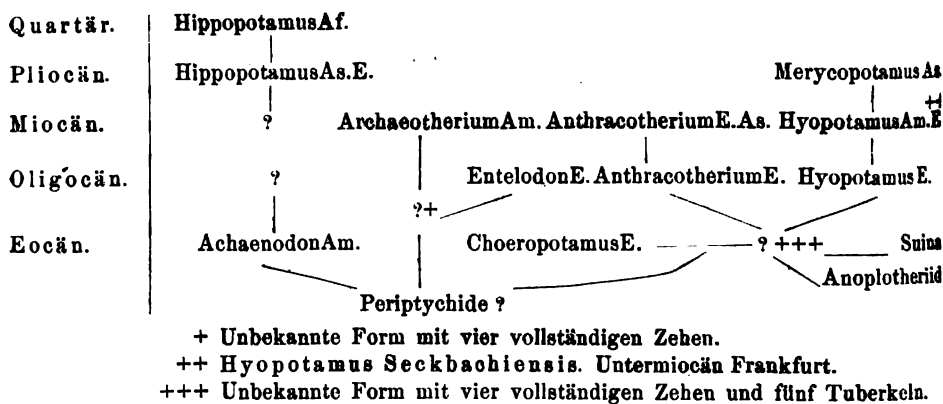 Quartär. HippopotamusAf.
Pliocän. HippopotamusAs.E. MerycopotamusAs
++
Miocän. ? ArchaeotheriumAm. AnthracotheriumE.As. HyopotamusAm.E
Oligocän. ? EntelodonE. AnthracotheriumE. HyopotamusE.
?+
Eocän. AchaenodonAm. ChoeropotamusE. ? +++ Suina
Anoplotheriid
Periptychide ?
+ Unbekannte Form mit vier vollständigen Zehen.
++ Hyopotamus Seckbachiensis. Untermiocän Frankfurt.
+++ Unbekannte Form mit vier vollständigen Zehen und fünf Tuberkeln.